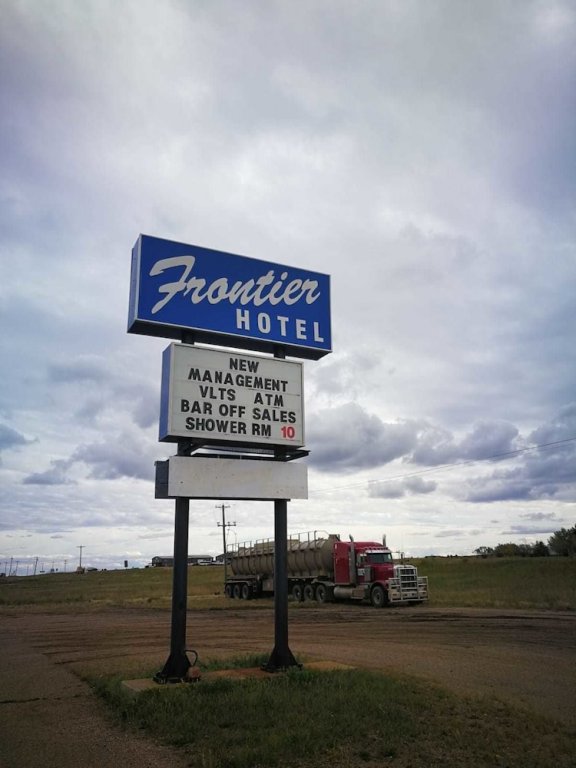 Frontier
HOTEL
NEW
MANAGEMENT
VLTS ATM
BAR OFF SALES
SHOWER RM 10